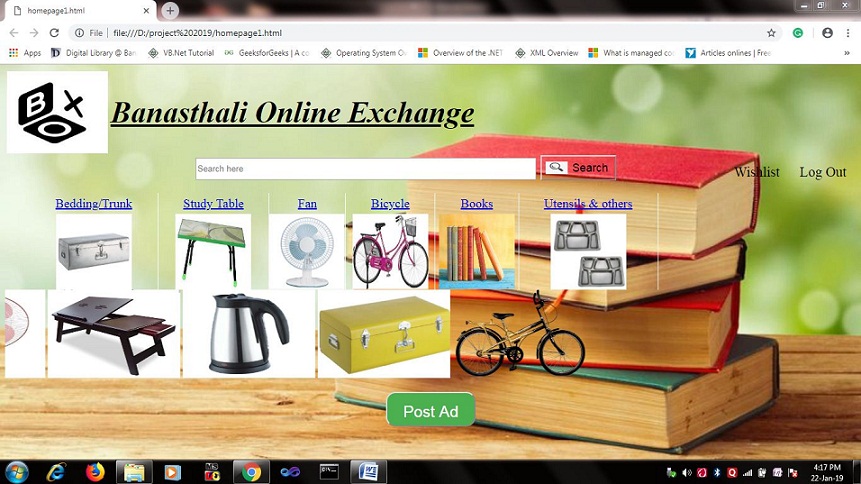 homepage1.html
File | file:///D:/project%202019/homepage1.html
Apps Digital Library @ Ban VB.Net Tutorial GeeksforGeeks | A co Operating System O Overview of the .NET XML Overview What is managed co Articles onlines | Free
BOX
Banasthali Online Exchange
Search here Search
Wishlist Log Out
Bedding/Trunk Study Table Fan Bicycle Books Utensils & others
Post Ad
4:17 PM
22-Jan-19